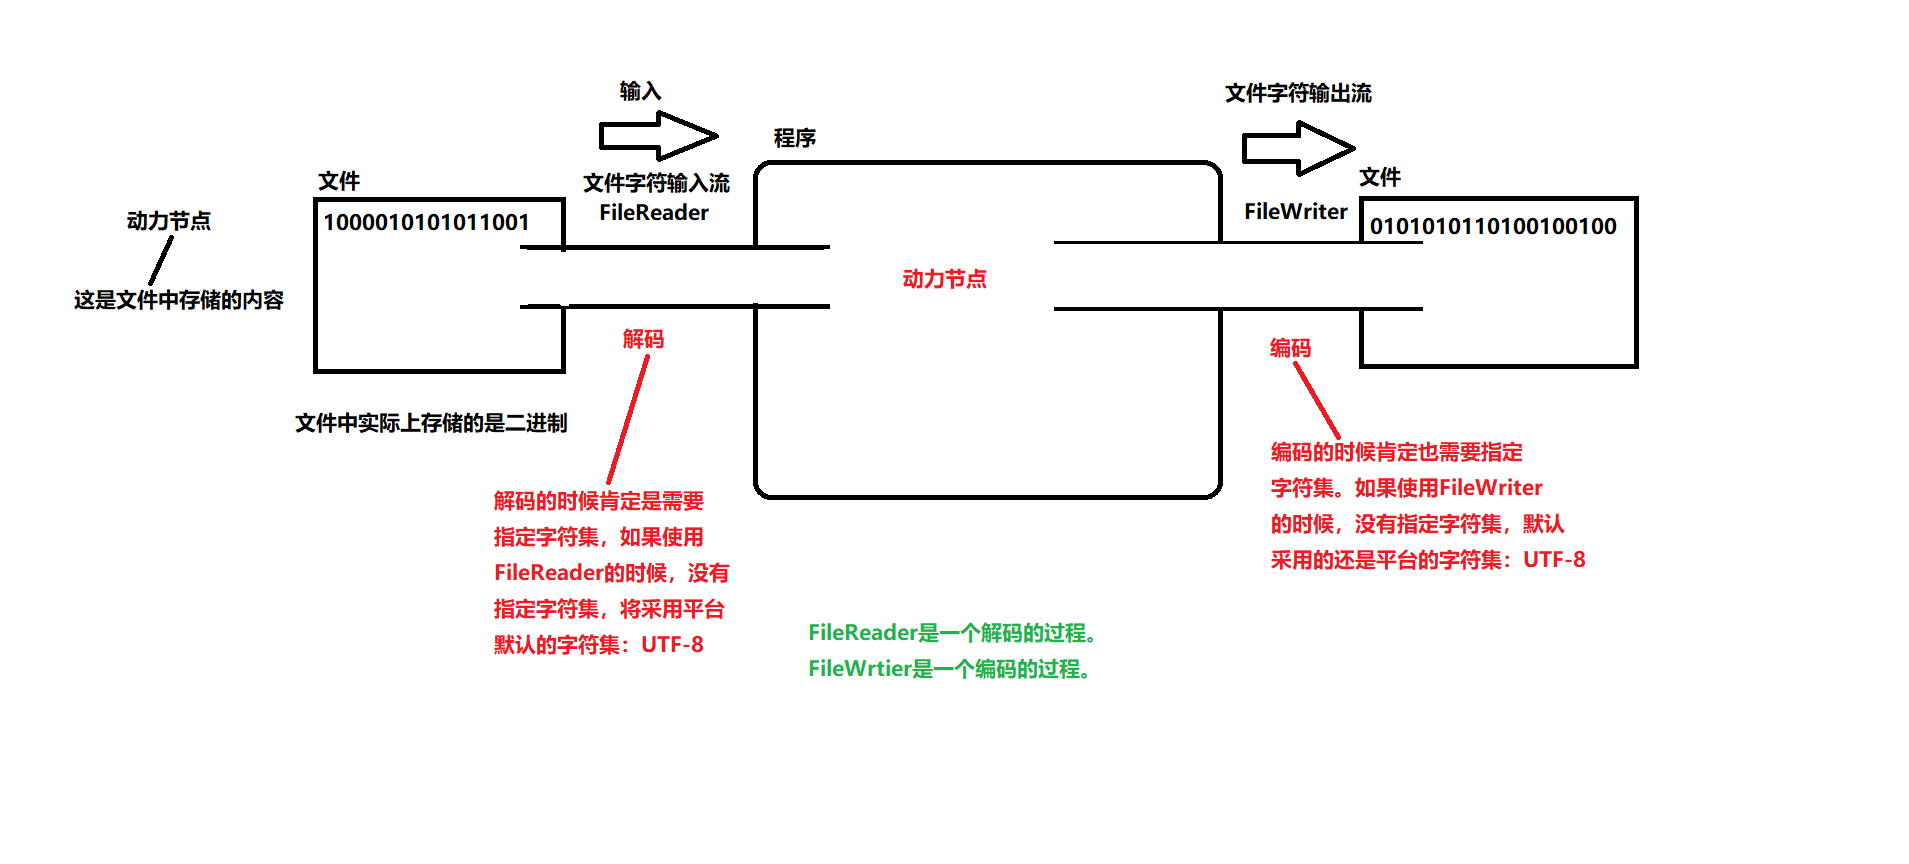 输入
文件字符输出流
程序
文件
文件字符输入流
FileReader
文件
动力节点
1000010101011001
FileWriter
0101010110100100100
动力节点
这是文件中存储的内容
解码
编码
文件中实际上存储的是二进制
解码的时候肯定是需要
指定字符集，如果使用
FileReader的时候，没有
指定字符集，将采用平台
默认的字符集：UTF-8
编码的时候肯定也需要指定
字符集。如果使用FileWriter
的时候，没有指定字符集，默认
采用的还是平台的字符集：UTF-8
FileReader是一个解码的过程。
FileWrtier是一个编码的过程。